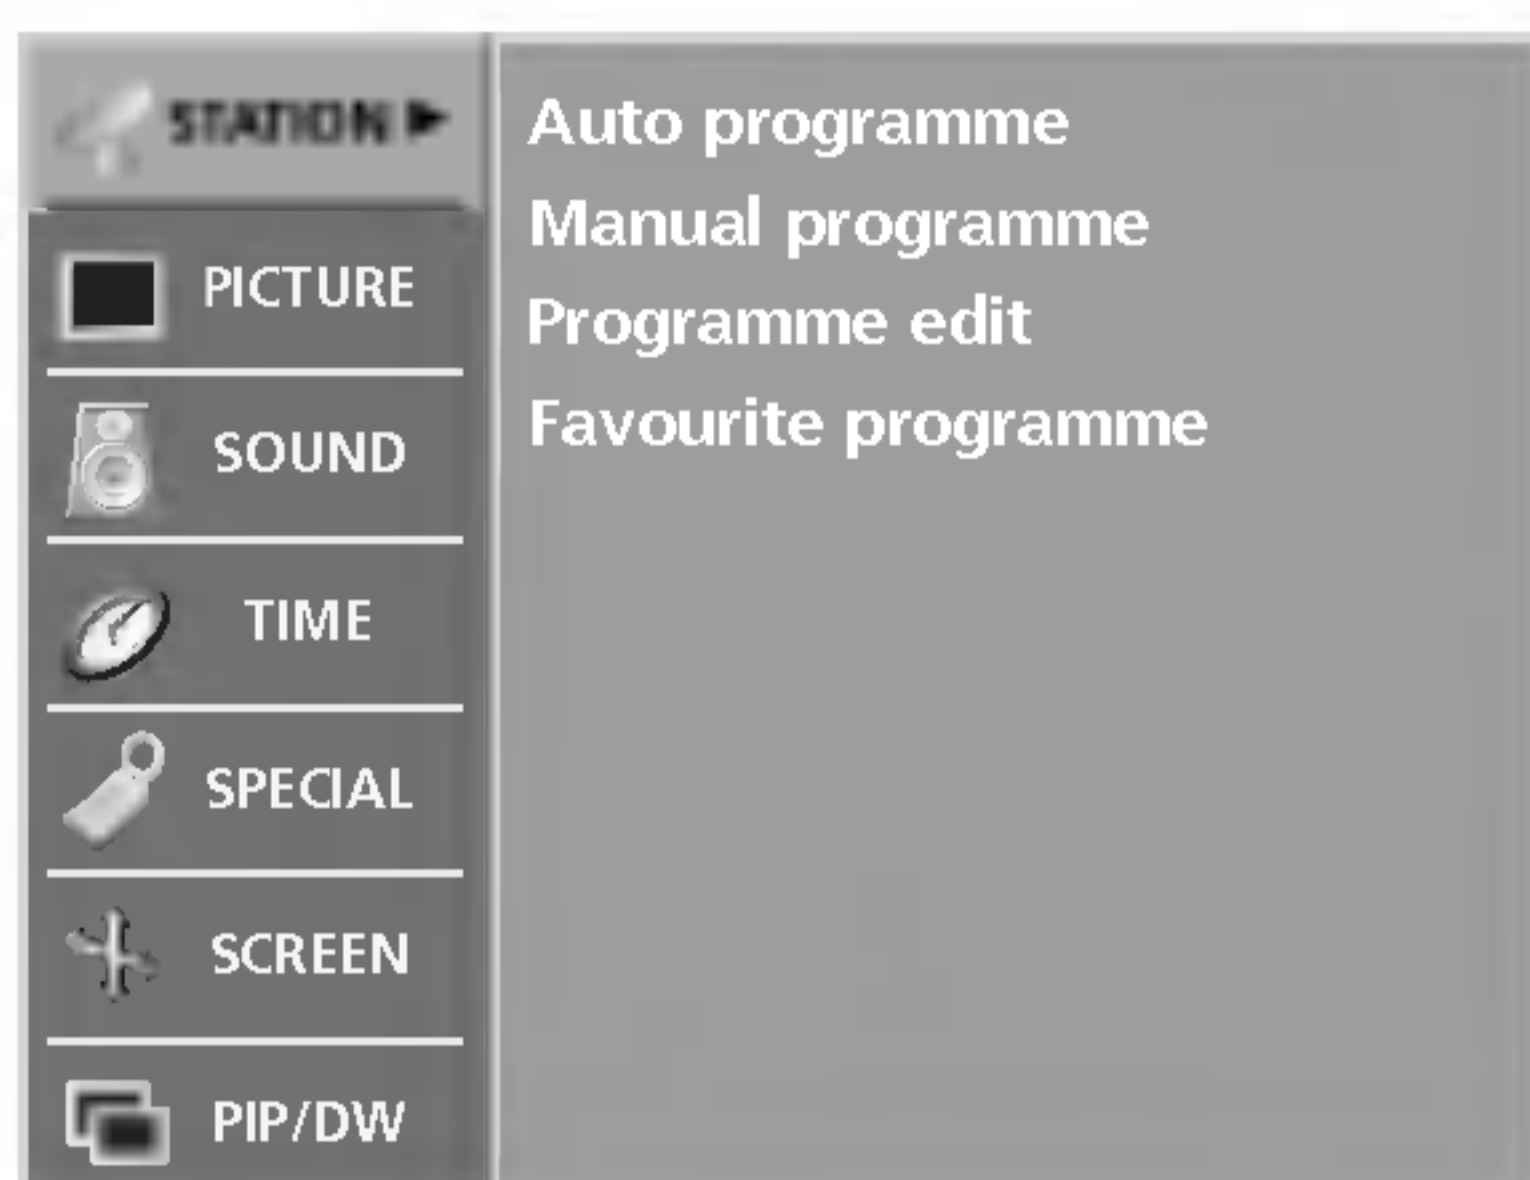 STATION ►
PICTURE
SOUND
TIME
SPECIAL
SCREEN
PIP/DW
Auto programme
Manual programme
Programme edit
Favourite programme